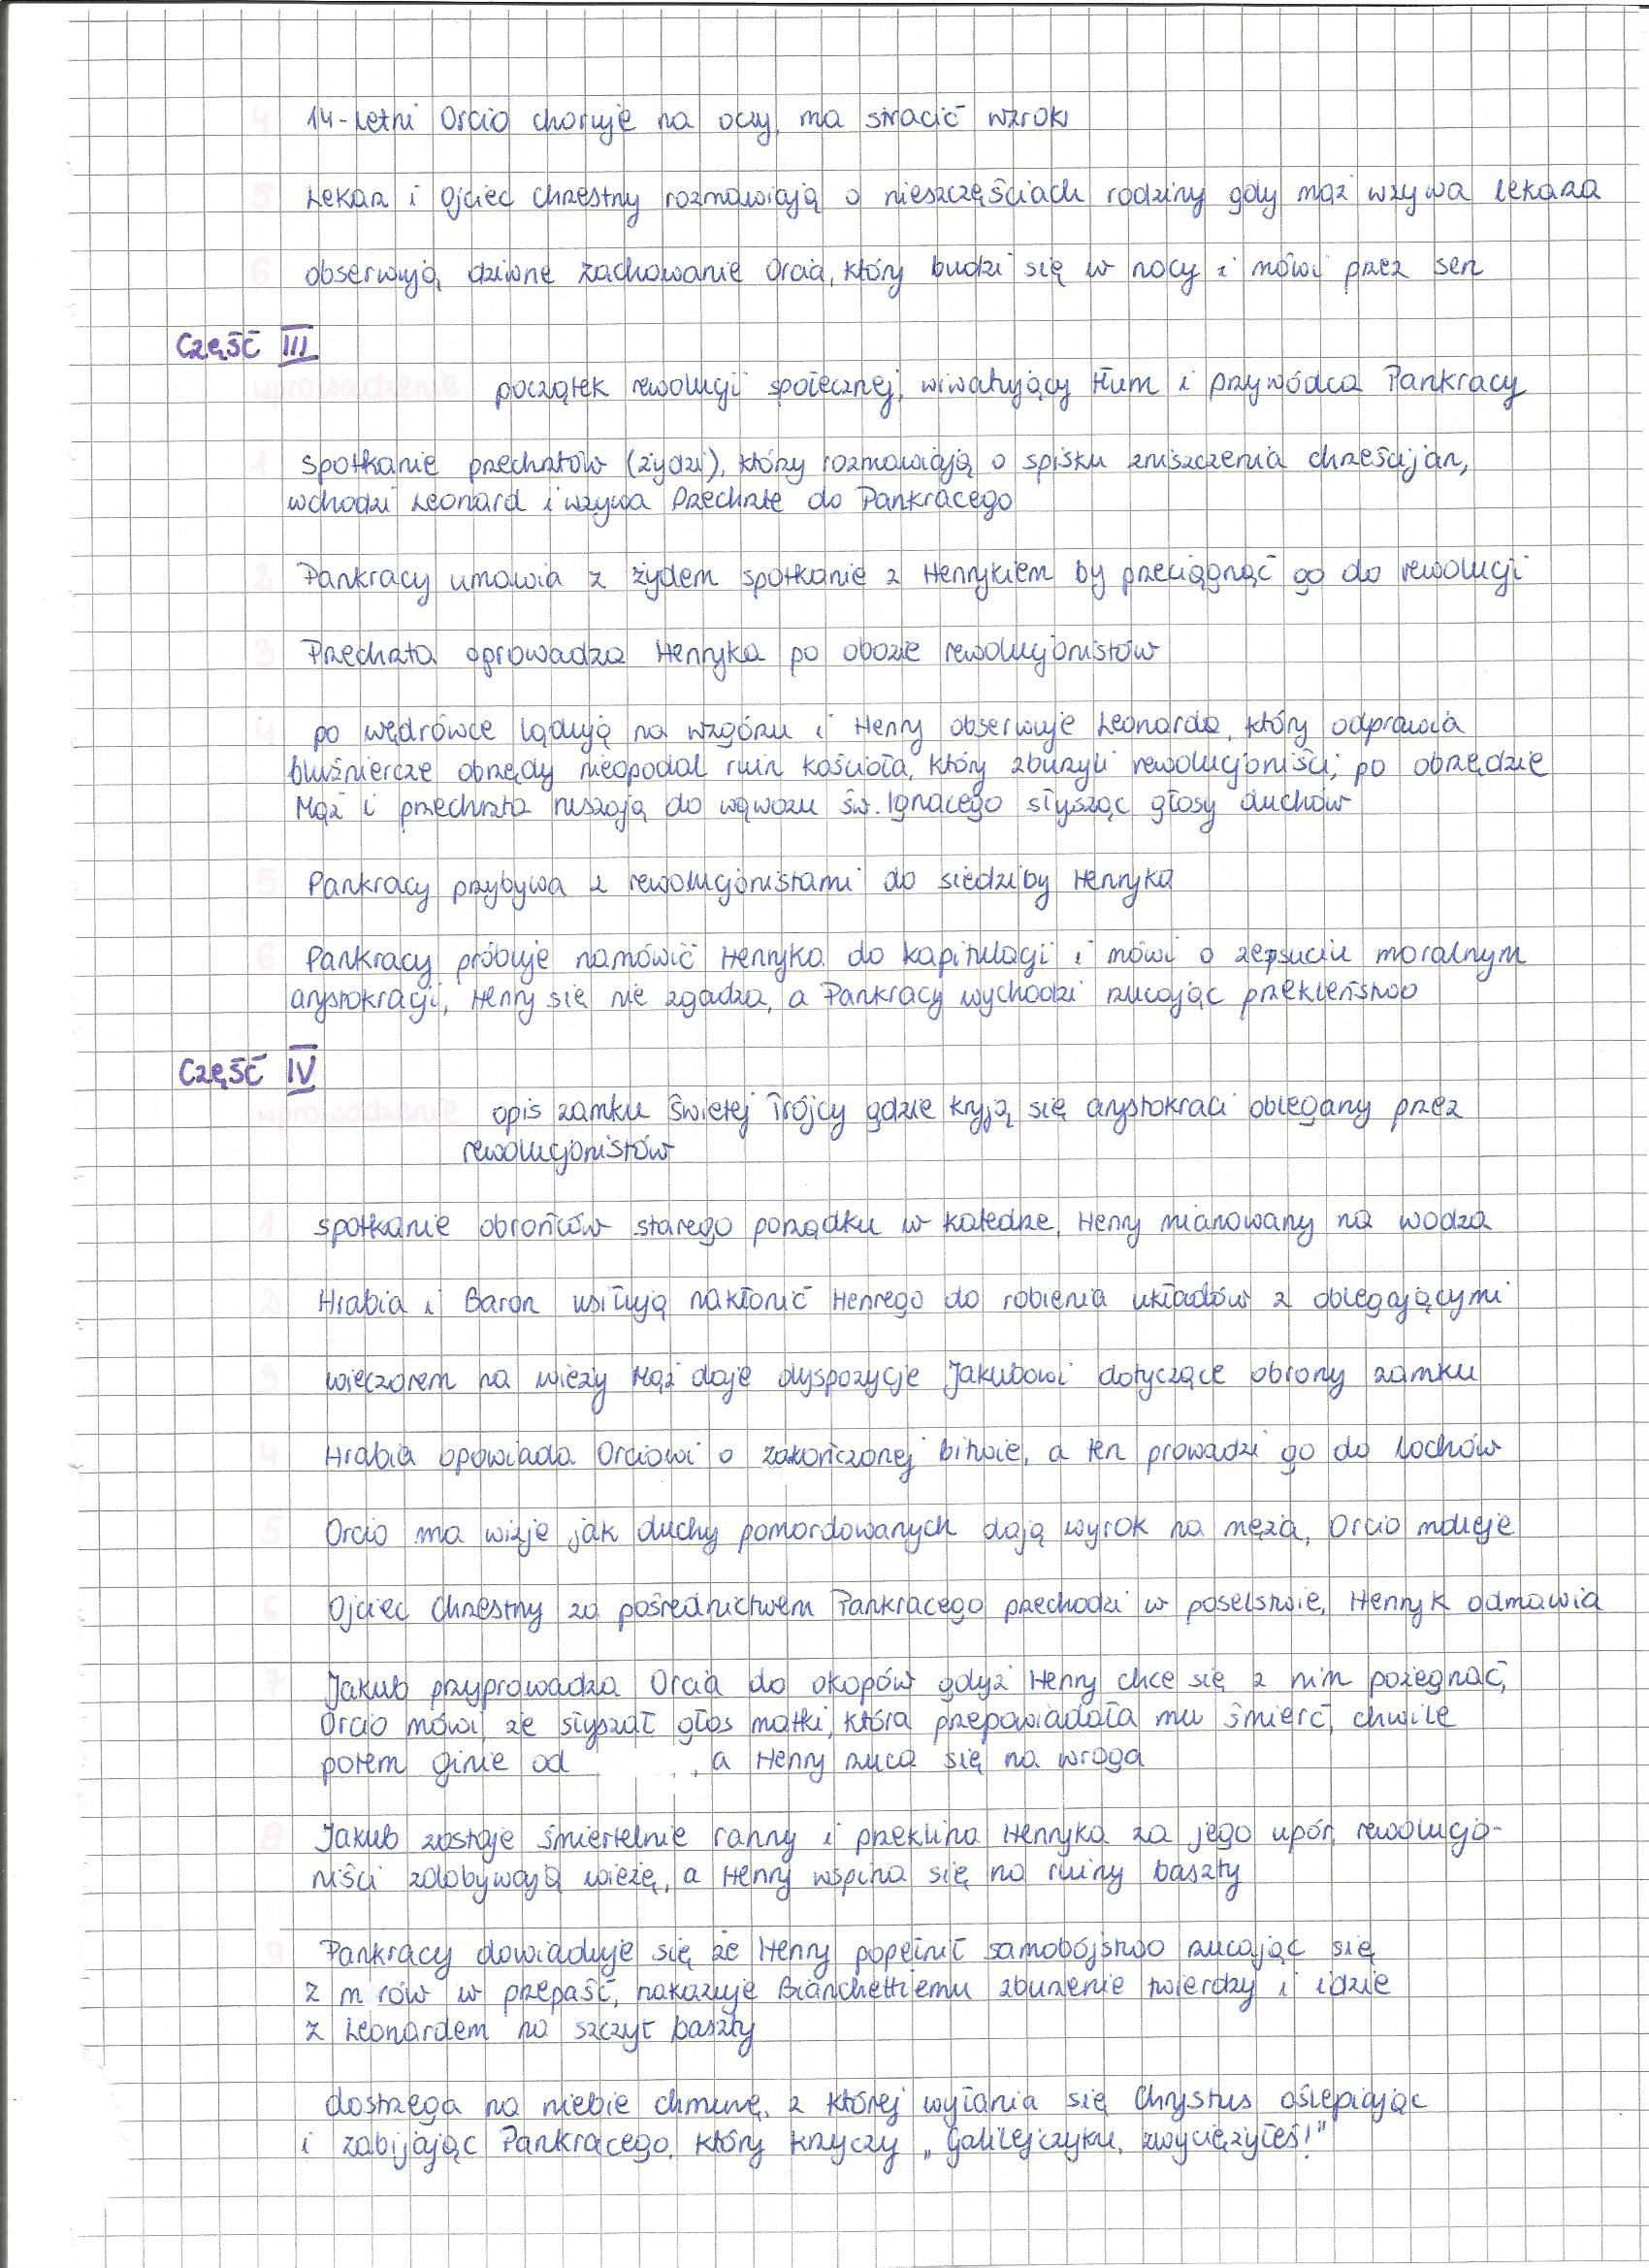 4 14-letni Orcio choruje na oczy, ma stracić wzrok
5 Lekarz i Ojciec Chrzestny rozmawiają o nieszczęściach rodziny gdy mąż wzywa lekarza
6 obserwują dziwne zachowanie Orcia, który budzi się w nocy i mówi przez sen
Część III
wprowadzenie początek rewolucji społecznej, wiwatujący tłum i przywódca Pankracy
1 spotkanie przechrztów (żydzi), którzy rozmawiają o spisku zniszczenia chrześcijan,
wchodzi Leonard i wzywa Przechrztę do Pankracego
2 Pankracy umawia z żydem spotkanie z Henrykiem by przeciągnąć go do rewolucji
3 Przechrzta oprowadza Henryka po obozie rewolucjonistów
4 po wędrówce lądują na wzgórzu i Henry obserwuje Leonarda, który odprawia
bluźniercze obrzędy nieopodal ruin kościoła, który zburzyli rewolucjoniści; po obrzędzie
Mąż i przechrzta ruszają do wąwozu św. Ignacego słysząc głosy duchów
5 Pankracy przybywa z rewolucjonistami do siedziby Henryka
6 Pankracy próbuje namówić Henryka do kapitulacji i mówi o zepsuciu moralnym
arystokracji, Henry się nie zgadza, a Pankracy wychodzi rzucając przekleństwo
Część IV
wprowadzenie opis zamku Świętej Trójcy gdzie kryją się arystokraci oblegany przez
rewolucjonistów
1 spotkanie obrońców starego porządku w katedrze, Henry mianowany na wodza
2 Hrabia i Baron usiłują nakłonić Henrego do robienia układów z oblegającymi
3 wieczorem na wieży Mąż daje dyspozycje Jakubowi dotyczące obrony zamku
4 Hrabia opowiada Orciowi o zakończonej bitwie, a ten prowadzi go do lochów
5 Orcio ma wizje jak duchy pomordowanych dają wyrok na męża, Orcio mdleje
6 Ojciec Chrzestny za pośrednictwem Pankracego przechodzi w poselstwie, Henryk odmawia
7 Jakub przyprowadza Orcia do okopów gdyż Henry chce się z nim pożegnać,
Orcio mówi, że słyszał głos matki, która przepowiadała mu śmierć, chwilę
potem ginie od , a Henry rzuca się na wroga
8 Jakub zostaje śmiertelnie ranny i przeklina Henryka za jego upór, rewolucjo-
niści zdobywają wieżę, a Henry wspina się na ruiny baszty
9 Pankracy dowiaduje się że Henry popełnił samobójstwo rzucając się
z m rów w przepaść, nakazuje Bianchettiemu zburzenie twierdzy i idzie
z Leonardem na szczyt baszty
dostrzega na niebie chmurę, z której wyłania się Chrystus oślepiając
i zabijając Pankracego, który krzyczy „Galilejczyku, zwyciężyłeś!"